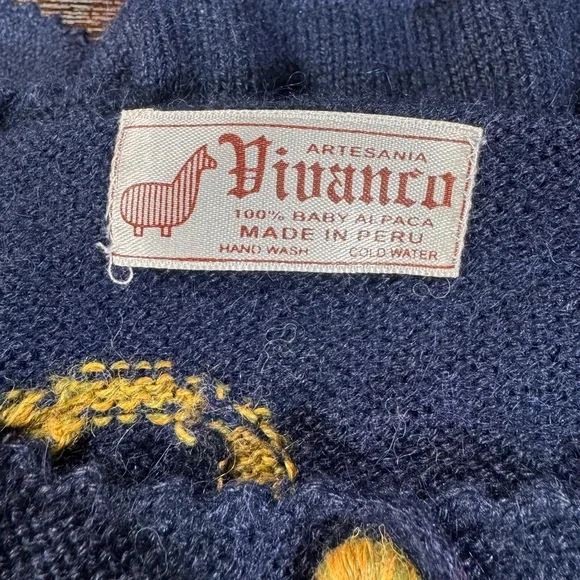 ARTESANIA
Vivanco
100% BABY ALPACA
MADE IN PERU
HAND WASH COLD WATER